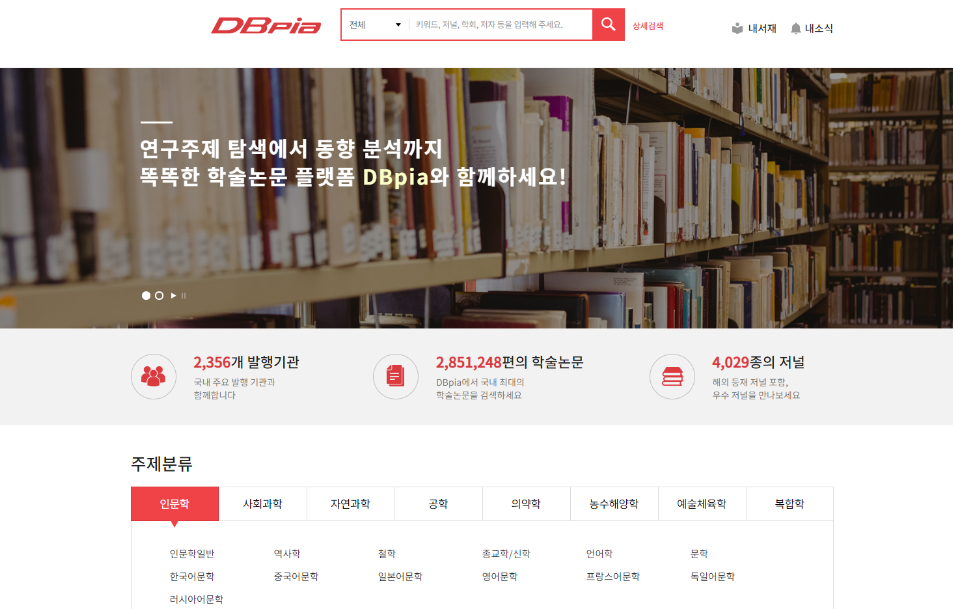 DBpia
전체
키워드, 저널, 학회, 저자 등을 입력해 주세요.
상세검색
내서재
내소식
연구주제 탐색에서 동향 분석까지
똑똑한 학술논문 플랫폼 DBpia와 함께하세요!
2,356개 발행기관
국내 주요 발행 기관과
함께합니다
2,851,248편의 학술논문
DBpia에서 국내 최대의
학술논문을 검색하세요
4,029종의 저널
해외 등재 저널 포함,
우수 저널을 만나보세요
주제분류
인문학 사회과학 자연과학 공학 의약학 농수해양학 예술체육학 복합학
인문학일반 역사학 철학 종교학/신학 언어학 문학
한국어문학 중국어문학 일본어문학 영어문학 프랑스어문학 독일어문학
러시아어문학